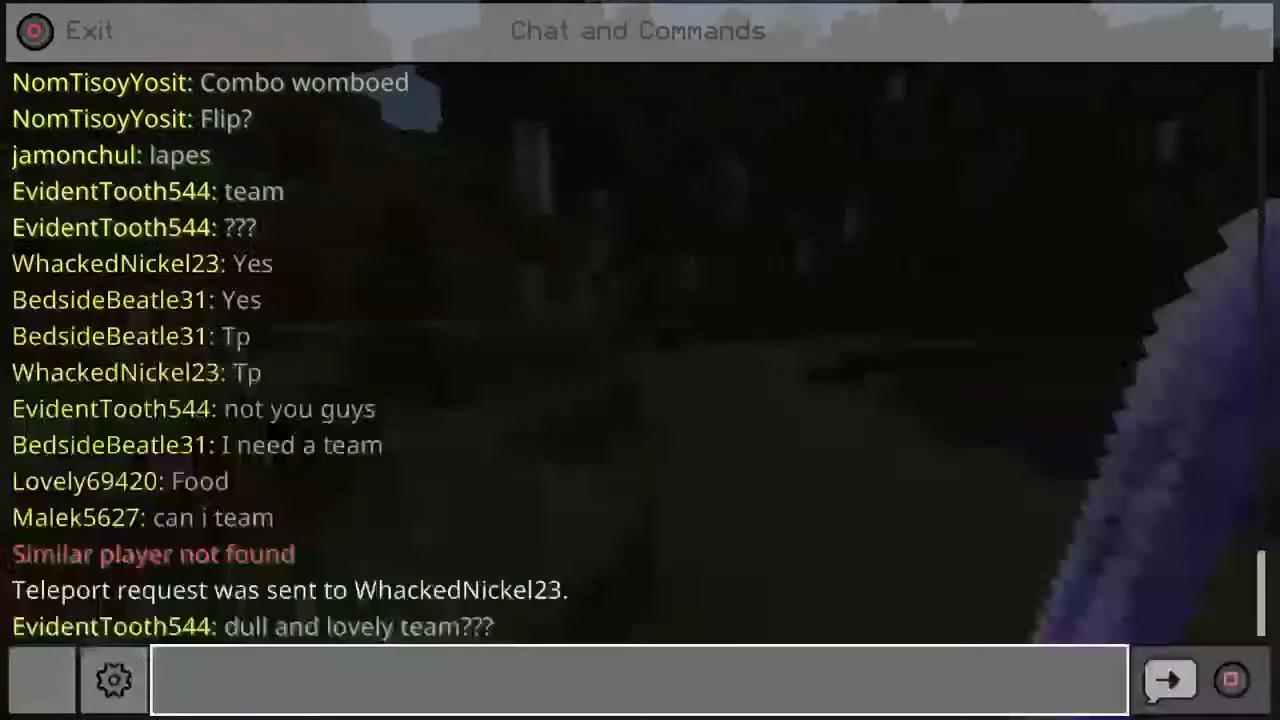 Exit
Chat and Commands
NomTisoyYosit: Combo womboed
NomTisoyYosit: Flip?
jamonchul: lapes
EvidentTooth544: team
EvidentTooth544: ???
WhackedNickel23: Yes
BedsideBeatle31: Yes
BedsideBeatle31: Tp
WhackedNickel23: Tp
EvidentTooth544: not you guys
BedsideBeatle31: I need a team
Lovely69420: Food
Malek5627: can i team
Similar player not found
Teleport request was sent to WhackedNickel23.
EvidentTooth544: dull and lovely team???